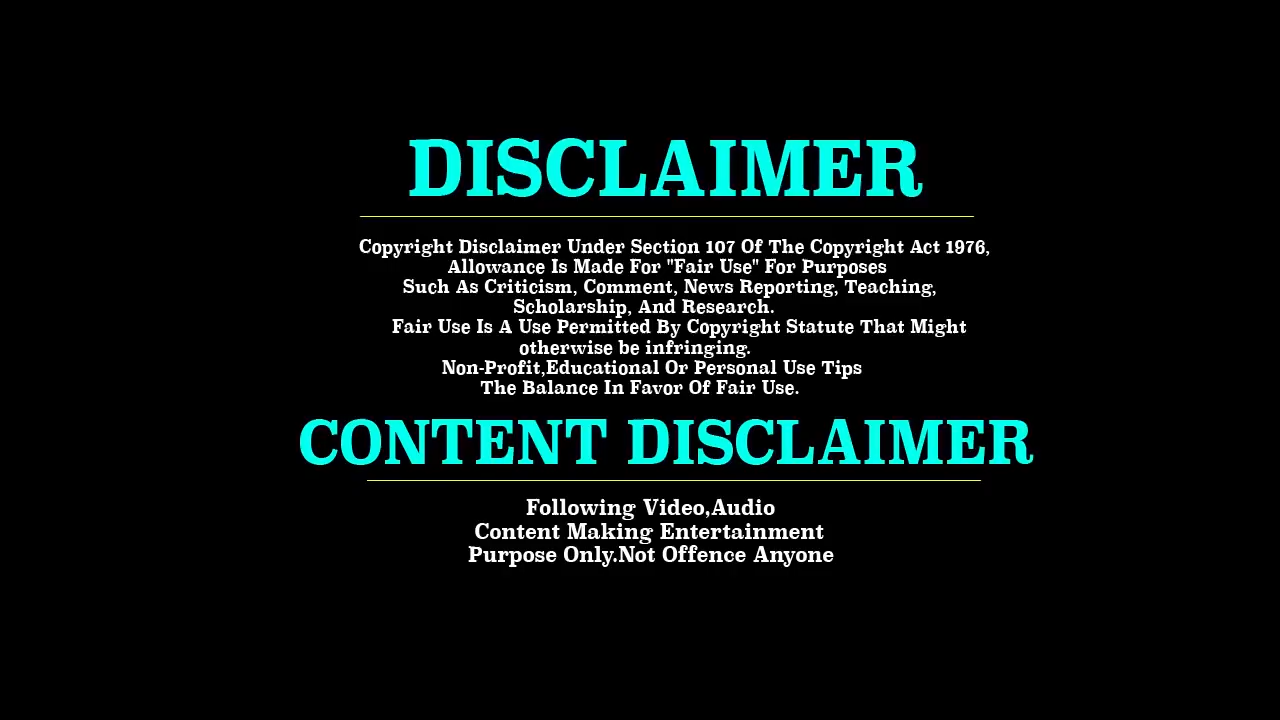 DISCLAIMER
Copyright Disclaimer Under Section 107 Of The Copyright Act 1976,
Allowance Is Made For "Fair Use" For Purposes
Such As Criticism, Comment, News Reporting, Teaching,
Scholarship, And Research.
Fair Use Is A Use Permitted By Copyright Statute That Might
otherwise be infringing.
Non-Profit,Educational Or Personal Use Tips
The Balance In Favor Of Fair Use.
CONTENT DISCLAIMER
Following Video,Audio
Content Making Entertainment
Purpose Only.Not Offence Anyone